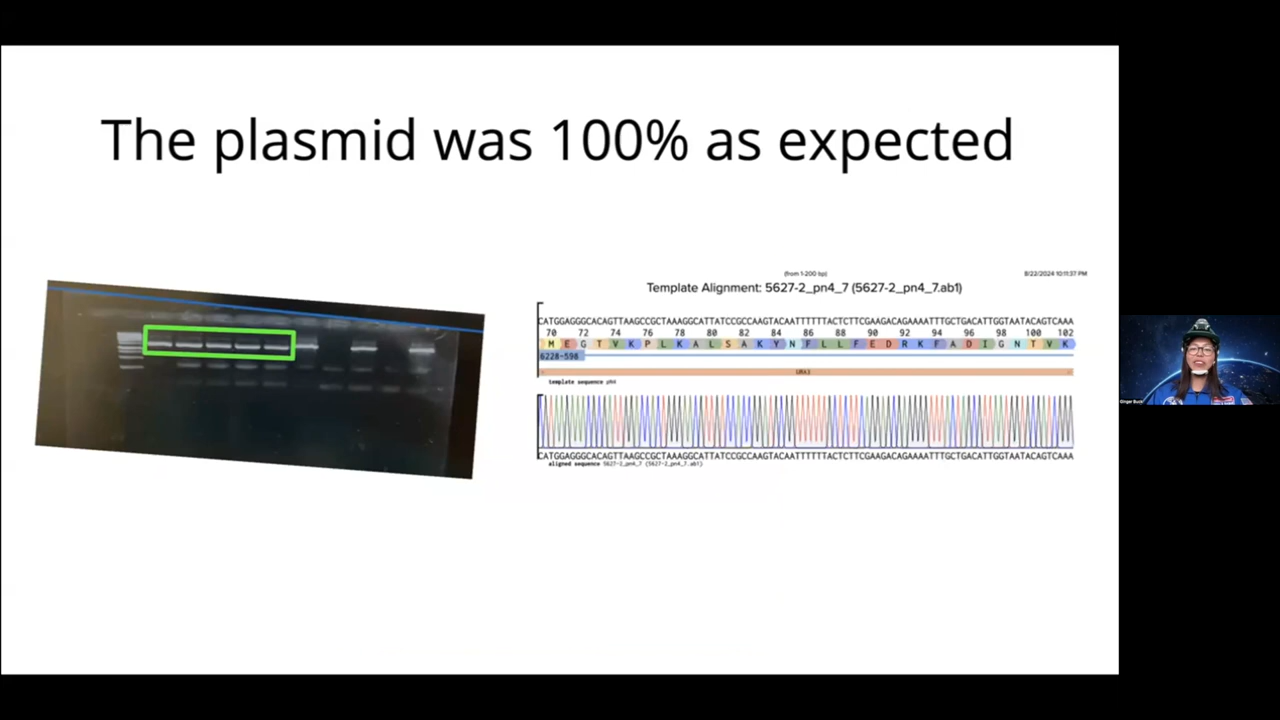 The plasmid was 100% as expected
(from 1-200 bp)
8/22/2024 10:11:37 PM
Template Alignment: 5627-2_pn4_7 (5627-2_pn4_7.ab1)
CATGGAGGGCACAGTTAAGCCGCTAAAGGCATTATCCGCCAAGTACAATTTTTTACTCTTCGAAGACAGAAAATTTGCTGACATTGGTAATACAGTCAAA
70 72 74 76 78 80 82 84 86 88 90 92 94 96 98 100 102
M E G T V K P L K A L S A K Y N F L L F E D R K F A D I G N T V K
6228-598
URA3
template sequence pN4
CATGGAGGGCACAGTTAAGCCGCTAAAGGCATTATCCGCCAAGTACAATTTTTTACTCTTCGAAGACAGAAAATTTGCTGACATTGGTAATACAGTCAAA
aligned sequence 5627-2_pn4_7 (5627-2_pn4_7.ab1)